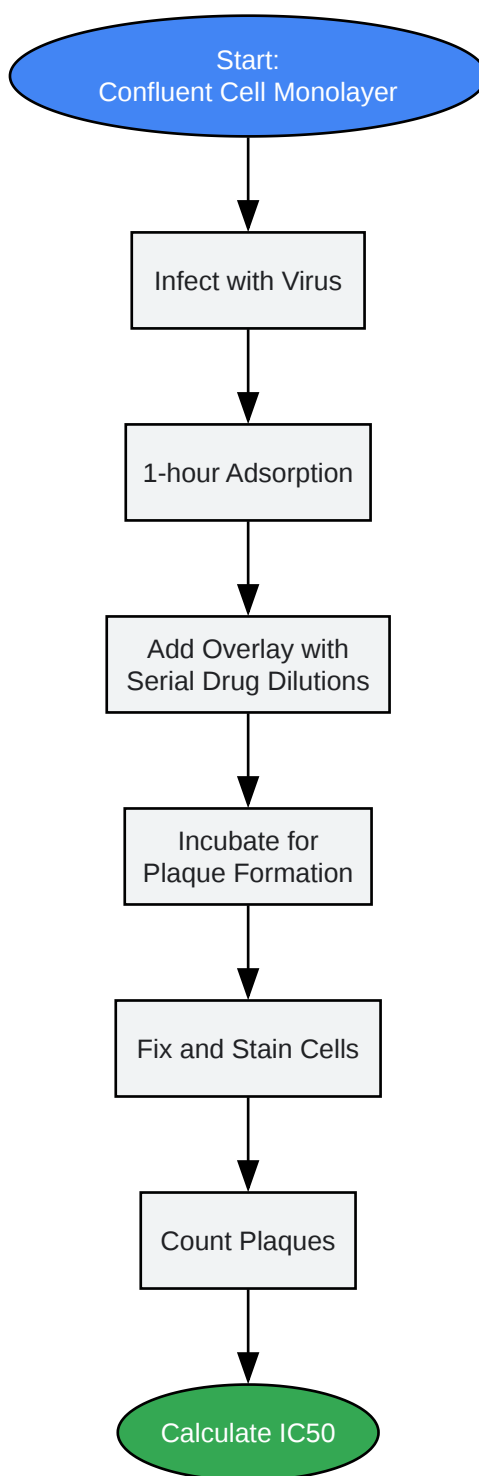 Start:
Confluent Cell Monolayer
Infect with Virus
1-hour Adsorption
Add Overlay with
Serial Drug Dilutions
Incubate for
Plaque Formation
Fix and Stain Cells
Count Plaques
Calculate IC50